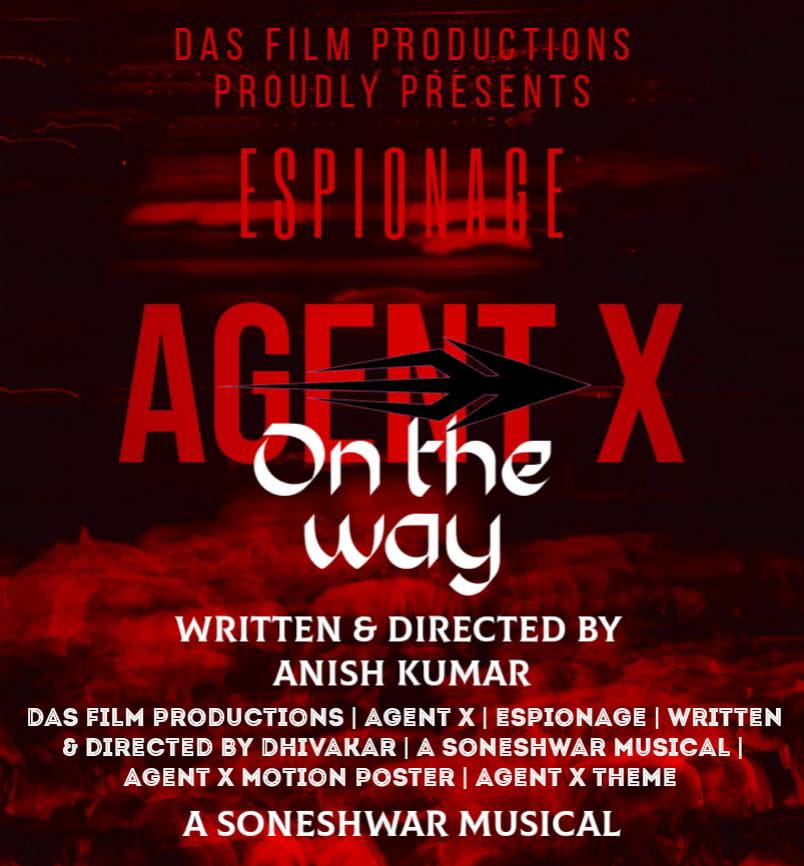 DAS FILM PRODUCTIONS
PROUDLY PRESENTS
ESPIONAGE
AGENT X
On the
way
WRITTEN & DIRECTED BY
ANISH KUMAR
DAS FILM PRODUCTIONS | AGENT X | ESPIONAGE | WRITTEN
& DIRECTED BY DHIVAKAR | A SONESHWAR MUSICAL |
AGENT X MOTION POSTER | AGENT X THEME
A SONESHWAR MUSICAL